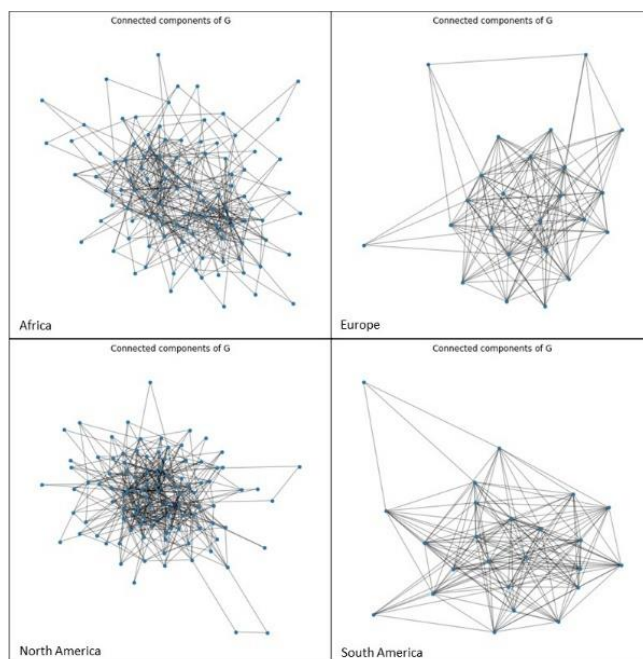 Connected components of G
Connected components of G
Africa
Europe
Connected components of G
Connected components of G
North America
South America